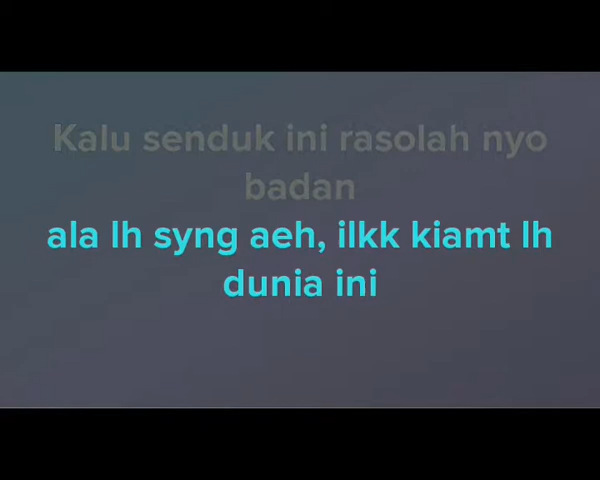 Kalu senduk ini rasolah nyo
badan
ala lh syng aeh, ilkk kiamt lh
dunia ini